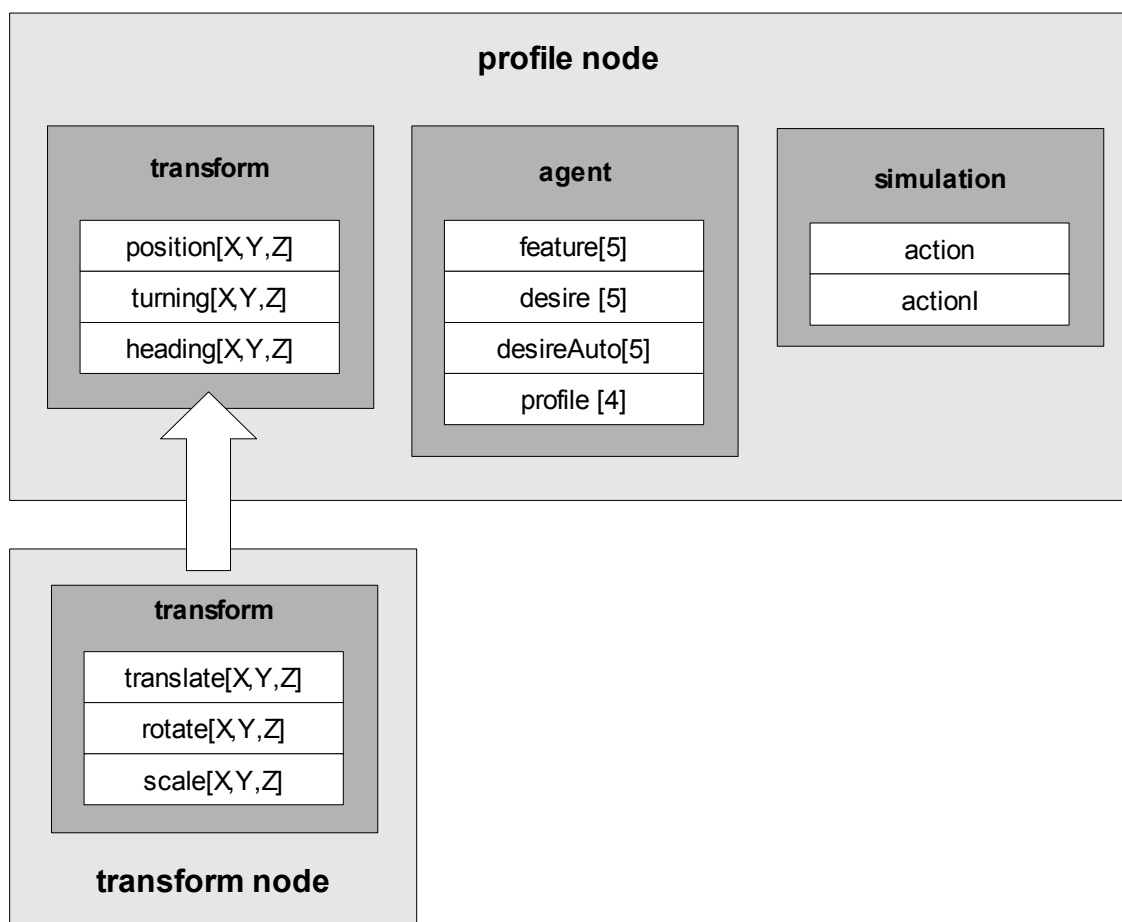 profile node
transform
position[X,Y,Z]
turning[X,Y,Z]
heading[X,Y,Z]
agent
feature[5]
desire [5]
desireAuto[5]
profile [4]
simulation
action
actionI
transform
translate[X,Y,Z]
rotate[X,Y,Z]
scale[X,Y,Z]
transform node